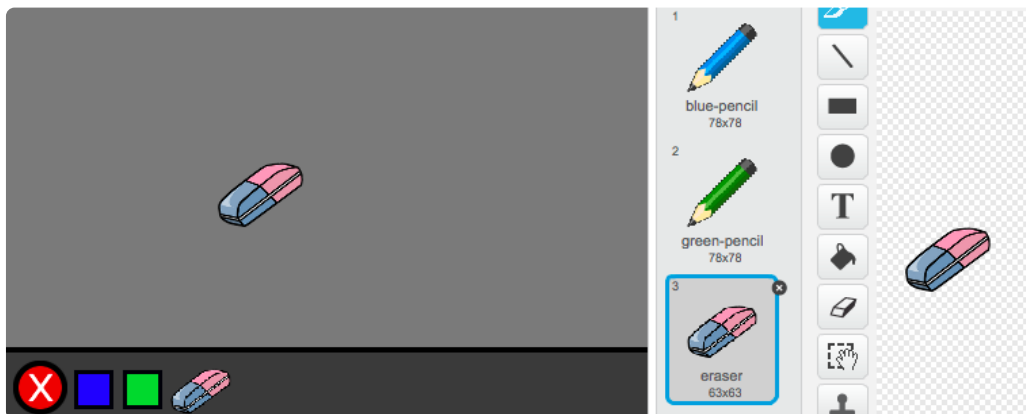 1
blue-pencil
78x78
2
green-pencil
78x78
3
eraser
63x63
X
T